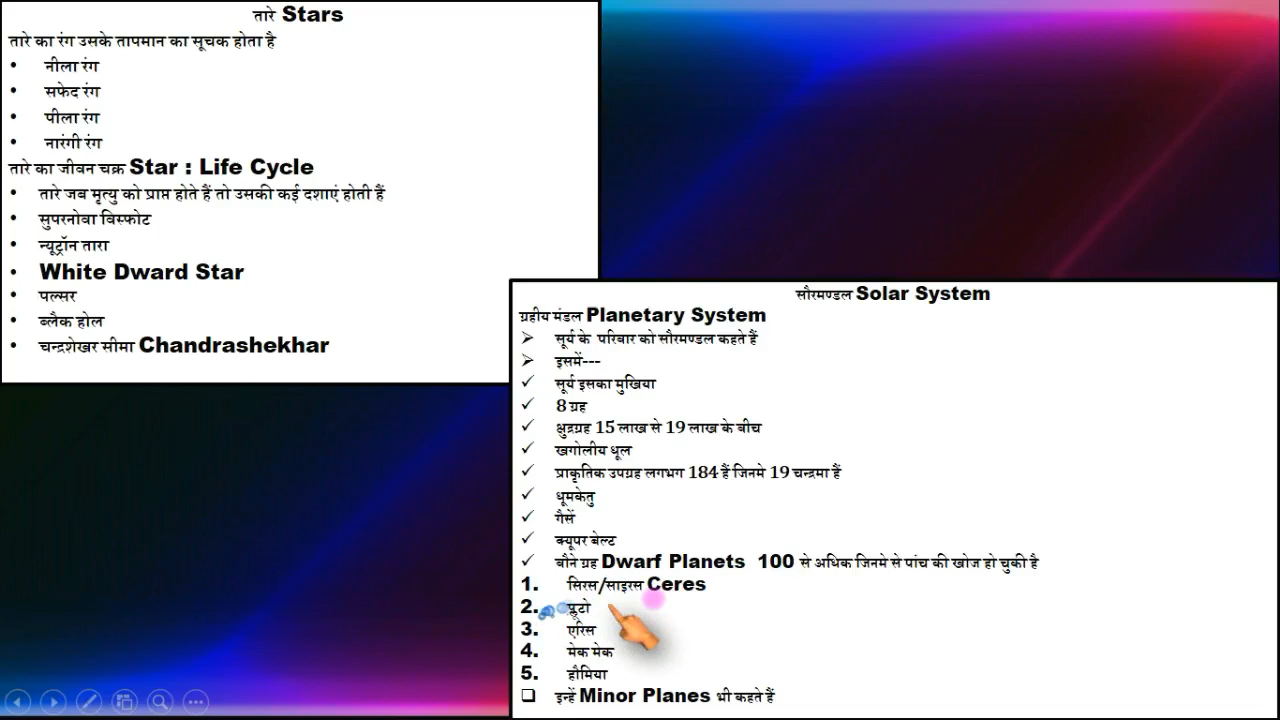 तारे Stars
तारे का रंग उसके तापमान का सूचक होता है
• नीला रंग
• सफेद रंग
• पीला रंग
• नारंगी रंग
तारे का जीवन चक्र Star : Life Cycle
• तारे जब मृत्यु को प्राप्त होते हैं तो उसकी कई दशाएं होती हैं
• सुपरनोवा विस्फोट
• न्यूट्रॉन तारा
• White Dward Star
• पल्सर
• ब्लैक होल
• चन्द्रशेखर सीमा Chandrashekhar
सौरमण्डल Solar System
ग्रहीय मंडल Planetary System
➢ सूर्य के परिबार को सौरमण्डल कहते हैं
➢ इसमें---
✓ सूर्य इसका मुखिया
✓ 8 ग्रह
✓ क्षुद्रग्रह 15 लाख से 19 लाख के बीच
✓ खगोलीय धूल
✓ प्राकृतिक उपग्रह लगभग 184 हैं जिनमे 19 चन्द्रमा हैं
✓ धूमकेतु
✓ गैसें
✓ क्यूपर बेल्ट
✓ बौने ग्रह Dwarf Planets 100 से अधिक जिनमे से पांच की खोज हो चुकी है
1. सिरस/साइरस Ceres
2. प्लूटो
3. एरिस
4. मेक मेक
5. हौमिया
❑ इन्हें Minor Planes भी कहते हैं